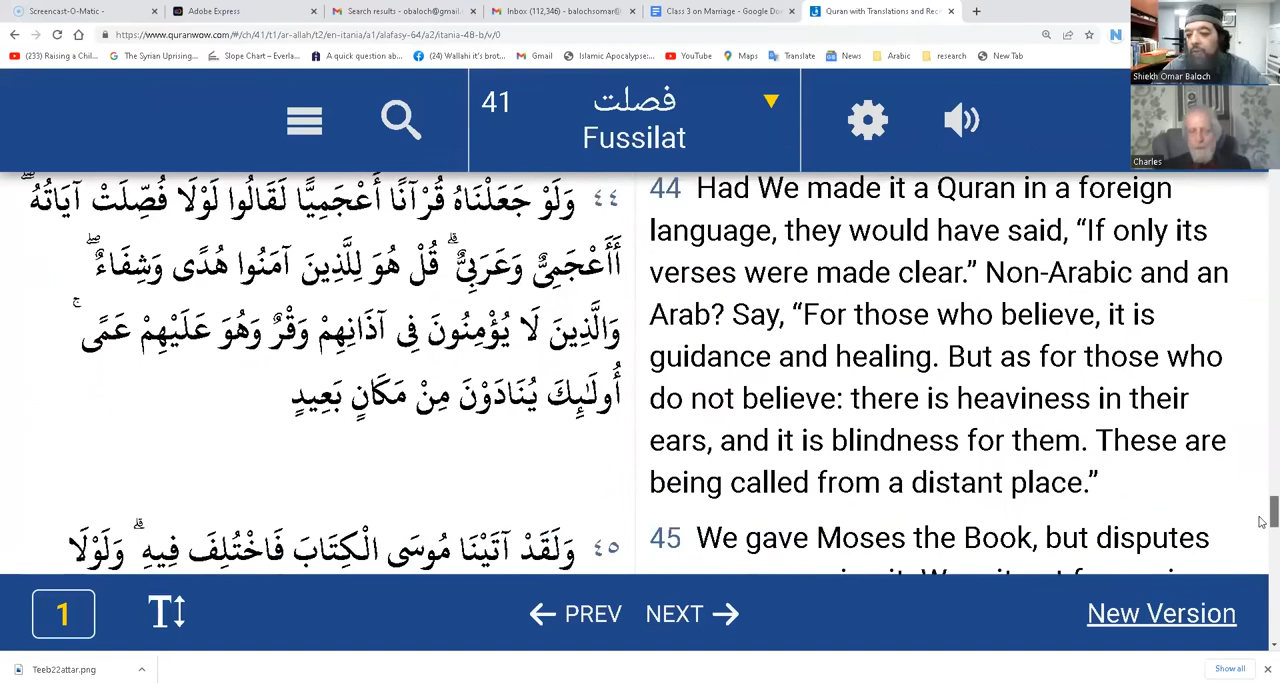 Screencast-O-Matic -
Adobe Express
Search results - obaloch@gmail.
Inbox (112,346) - balochsomar@
Class 3 on Marriage - Google Do
Quran with Translations and Rec
https://www.quranwow.com/#/ch/41/t1/ar-allah/t2/en-itania/a1/alafasy-64/a2/itania-48-b/v/0
(233) Raising a Chil...
The Syrian Uprising...
Slope Chart – Everla...
A quick question ab...
(24) Wallahi it's brot...
Gmail
Islamic Apocalypse:...
YouTube
Maps
Translate
News
Arabic
research
New Tab
Shiekh Omar Baloch
Charles
41
فصلت
Fussilat
٤٤ وَلَوْ جَعَلْنَاهُ قُرْآنًا أَعْجَمِيًّا لَقَالُوا لَوْلَا فُصِّلَتْ آيَاتُهُ ۖ
أَأَعْجَمِيٌّ وَعَرَبِيٌّ ۗ قُلْ هُوَ لِلَّذِينَ آمَنُوا هُدًى وَشِفَاءٌ ۖ
وَالَّذِينَ لَا يُؤْمِنُونَ فِى آذَانِهِمْ وَقْرٌ وَهُوَ عَلَيْهِمْ عَمًى ۚ
أُولَـٰئِكَ يُنَادَوْنَ مِنْ مَكَانٍ بَعِيدٍ
٤٥ وَلَقَدْ آتَيْنَا مُوسَى الْكِتَابَ فَاخْتُلِفَ فِيهِ ۗ وَلَوْلَا
44 Had We made it a Quran in a foreign
language, they would have said, “If only its
verses were made clear.” Non-Arabic and an
Arab? Say, “For those who believe, it is
guidance and healing. But as for those who
do not believe: there is heaviness in their
ears, and it is blindness for them. These are
being called from a distant place.”
45 We gave Moses the Book, but disputes
1
T
PREV
NEXT
New Version
Teeb22attar.png
Show all